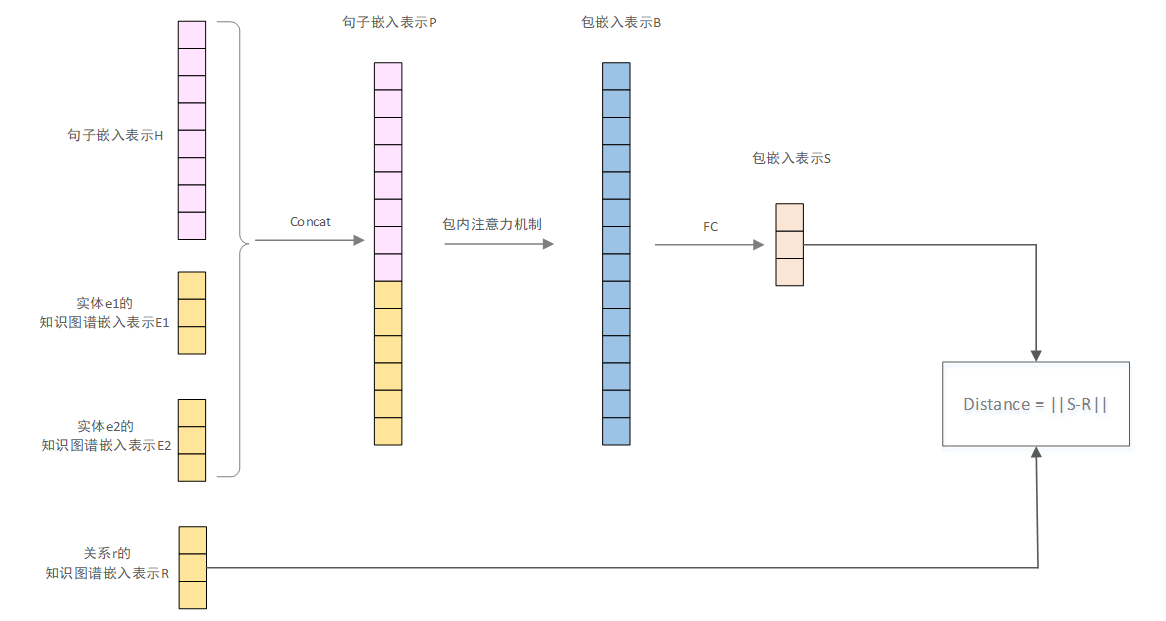 句子嵌入表示P
包嵌入表示B
句子嵌入表示H
包嵌入表示S
Concat
包内注意力机制
FC
实体e1的
知识图谱嵌入表示E1
Distance = ||S-R||
实体e2的
知识图谱嵌入表示E2
关系r的
知识图谱嵌入表示R